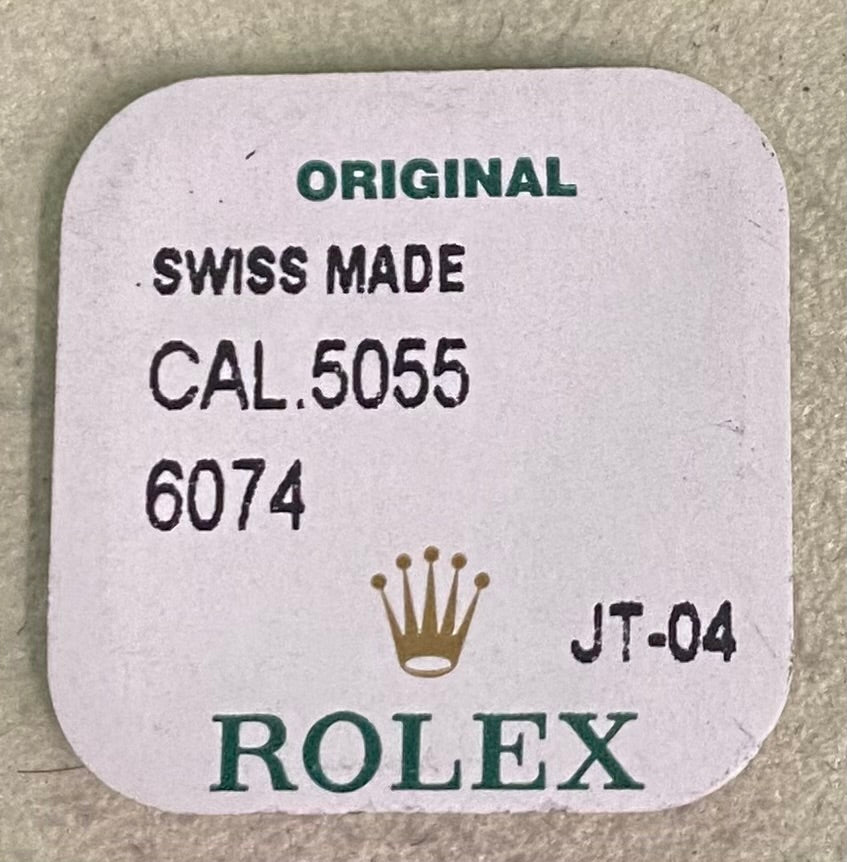 ORIGINAL
SWISS MADE
CAL.5055
6074
JT-04
ROLEX